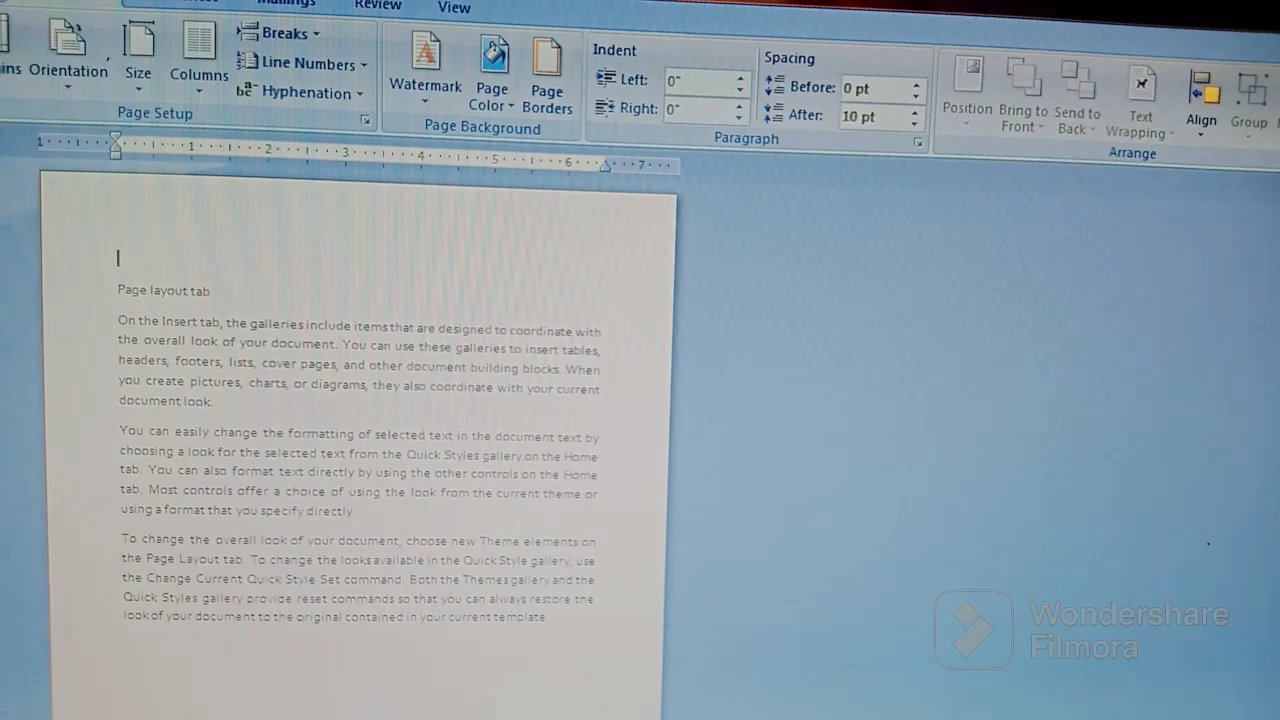 Review View
Orientation Size Columns Breaks Line Numbers Hyphenation
Page Setup
Watermark Page Color Page Borders
Page Background
Indent
Left: 0"
Right: 0"
Spacing
Before: 0 pt
After: 10 pt
Paragraph
Position Bring to Front Send to Back Text Wrapping Align Group
Arrange
1 1 2 3 4 5 6 7
Page layout tab
On the Insert tab, the galleries include items that are designed to coordinate with
the overall look of your document. You can use these galleries to insert tables,
headers, footers, lists, cover pages, and other document building blocks. When
you create pictures, charts, or diagrams, they also coordinate with your current
document look.
You can easily change the formatting of selected text in the document text by
choosing a look for the selected text from the Quick Styles gallery on the Home
tab. You can also format text directly by using the other controls on the Home
tab. Most controls offer a choice of using the look from the current theme or
using a format that you specify directly.
To change the overall look of your document, choose new Theme elements on
the Page Layout tab. To change the looks available in the Quick Style gallery, use
the Change Current Quick Style Set command. Both the Themes gallery and the
Quick Styles gallery provide reset commands so that you can always restore the
look of your document to the original contained in your current template
Wondershare
Filmora